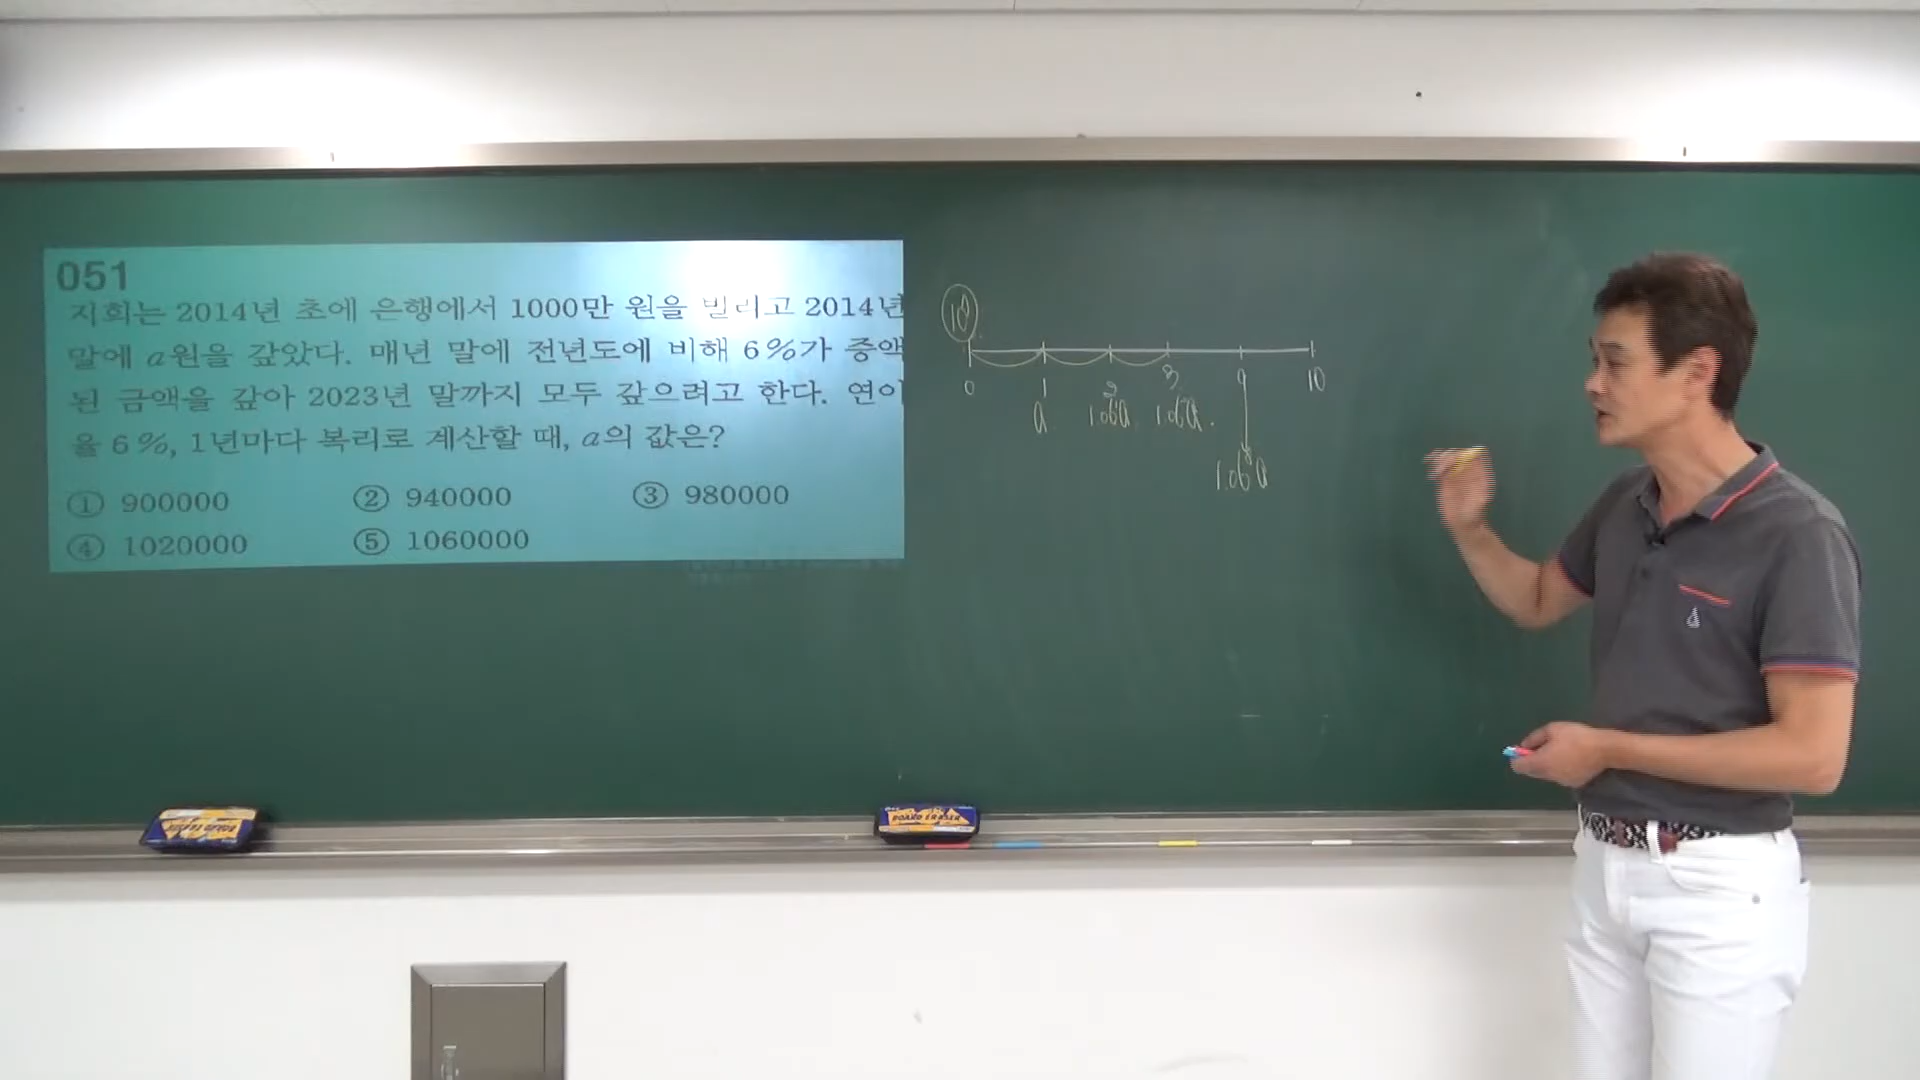 051
지희는 2014년 초에 은행에서 1000만 원을 빌리고 2014년
말에 a원을 갚았다. 매년 말에 전년도에 비해 6%가 증액
된 금액을 갚아 2023년 말까지 모두 갚으려고 한다. 연이
율 6%, 1년마다 복리로 계산할 때, a의 값은?
① 900000 ② 940000 ③ 980000
④ 1020000 ⑤ 1060000
0 1 2 3 9 10
a 1.06a 1.06²a
1.06⁸a
BOARD ERASER
BOARD ERASER